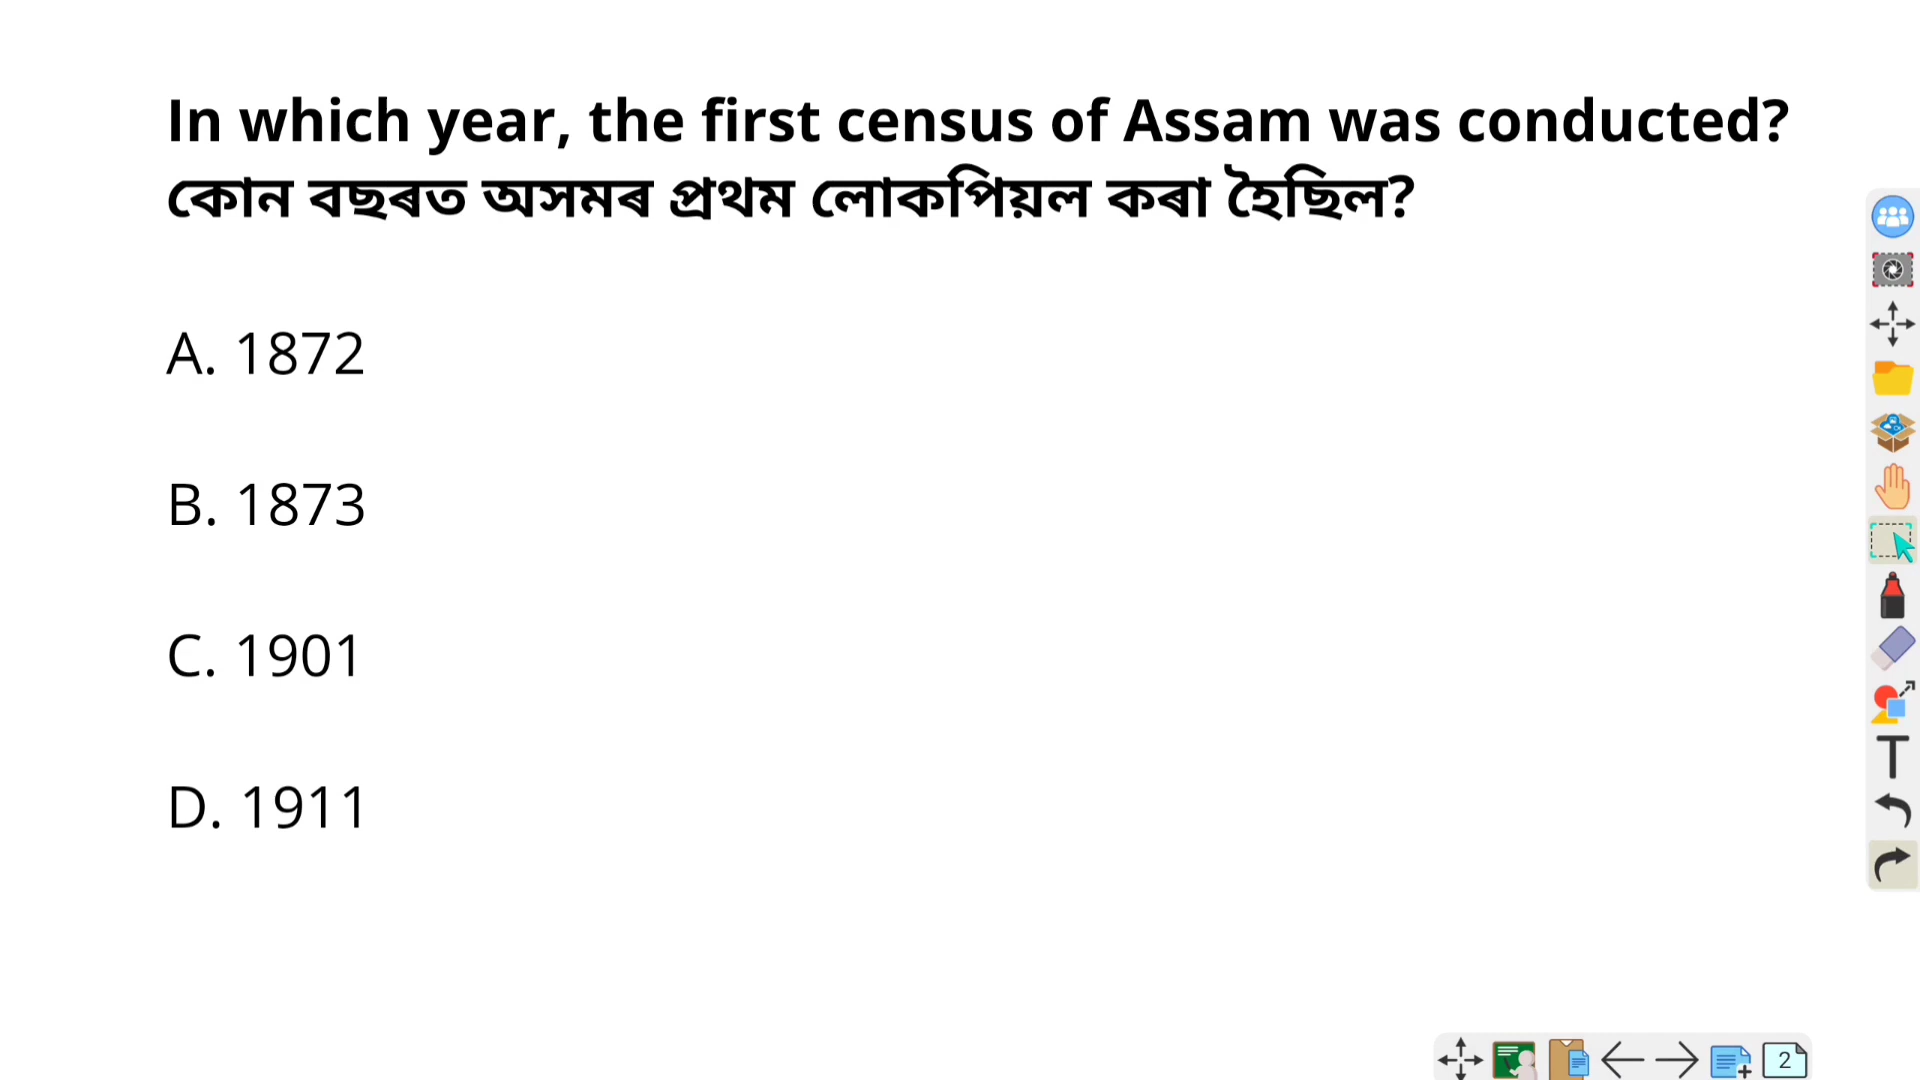 In which year, the first census of Assam was conducted?
কোন বছৰত অসমৰ প্ৰথম লোকপিয়ল কৰা হৈছিল?
A. 1872
B. 1873
C. 1901
D. 1911
2